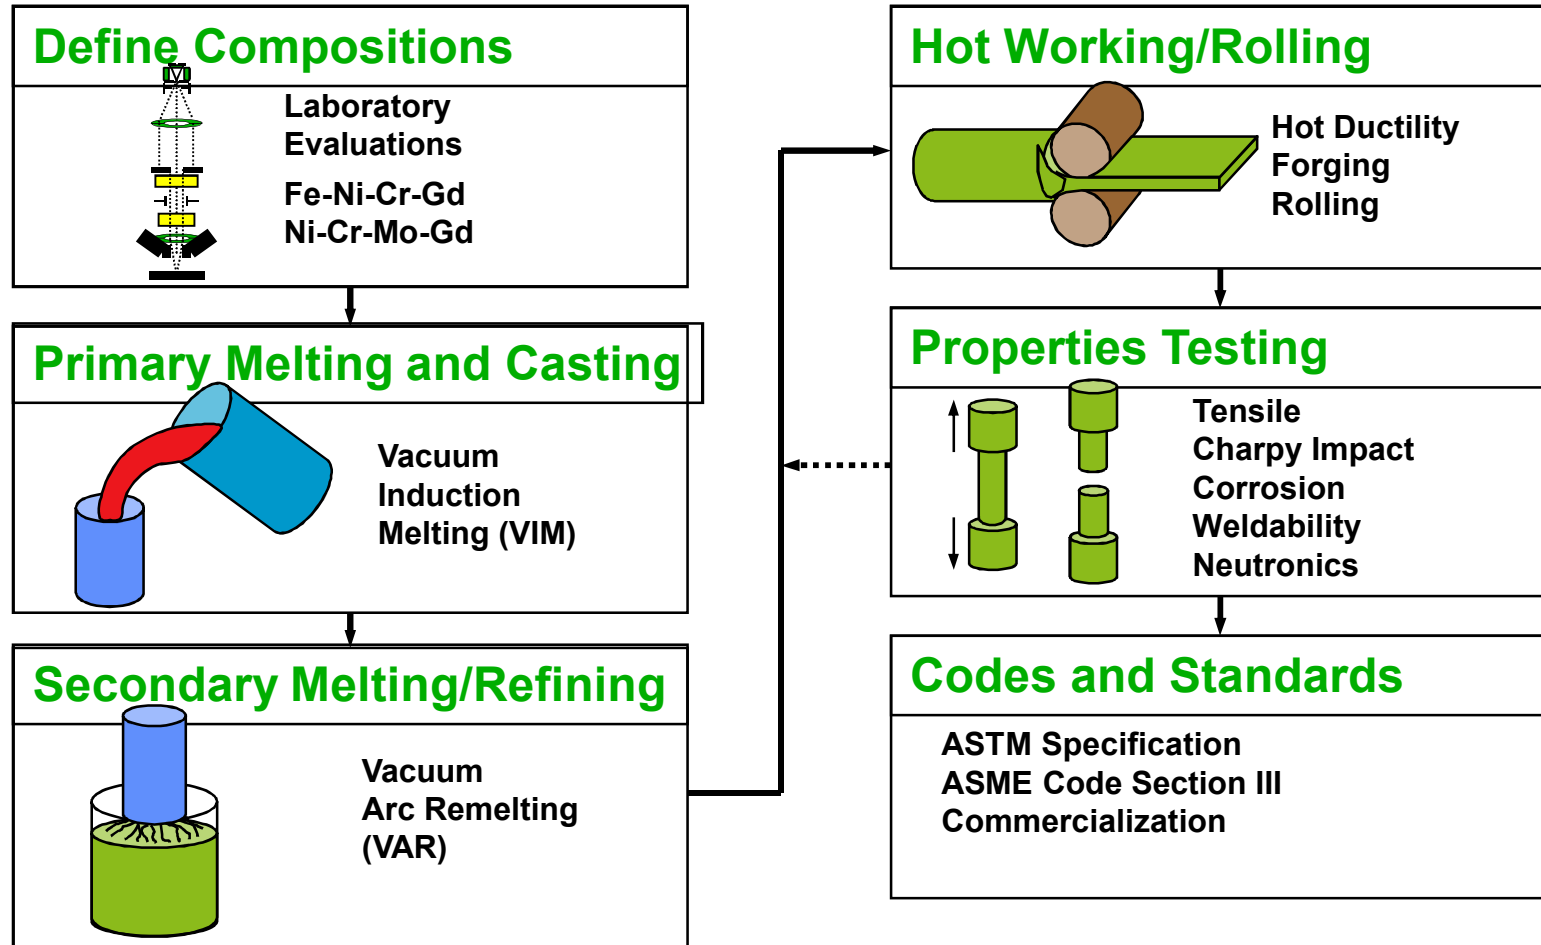 Define Compositions
Laboratory
Evaluations
Fe-Ni-Cr-Gd
Ni-Cr-Mo-Gd
Primary Melting and Casting
Vacuum
Induction
Melting (VIM)
Secondary Melting/Refining
Vacuum
Arc Remelting
(VAR)
Hot Working/Rolling
Hot Ductility
Forging
Rolling
Properties Testing
Tensile
Charpy Impact
Corrosion
Weldability
Neutronics
Codes and Standards
ASTM Specification
ASME Code Section III
Commercialization